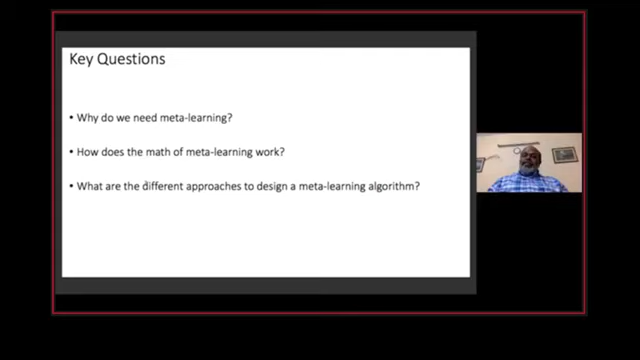 Key Questions
• Why do we need meta-learning?
• How does the math of meta-learning work?
• What are the different approaches to design a meta-learning algorithm?